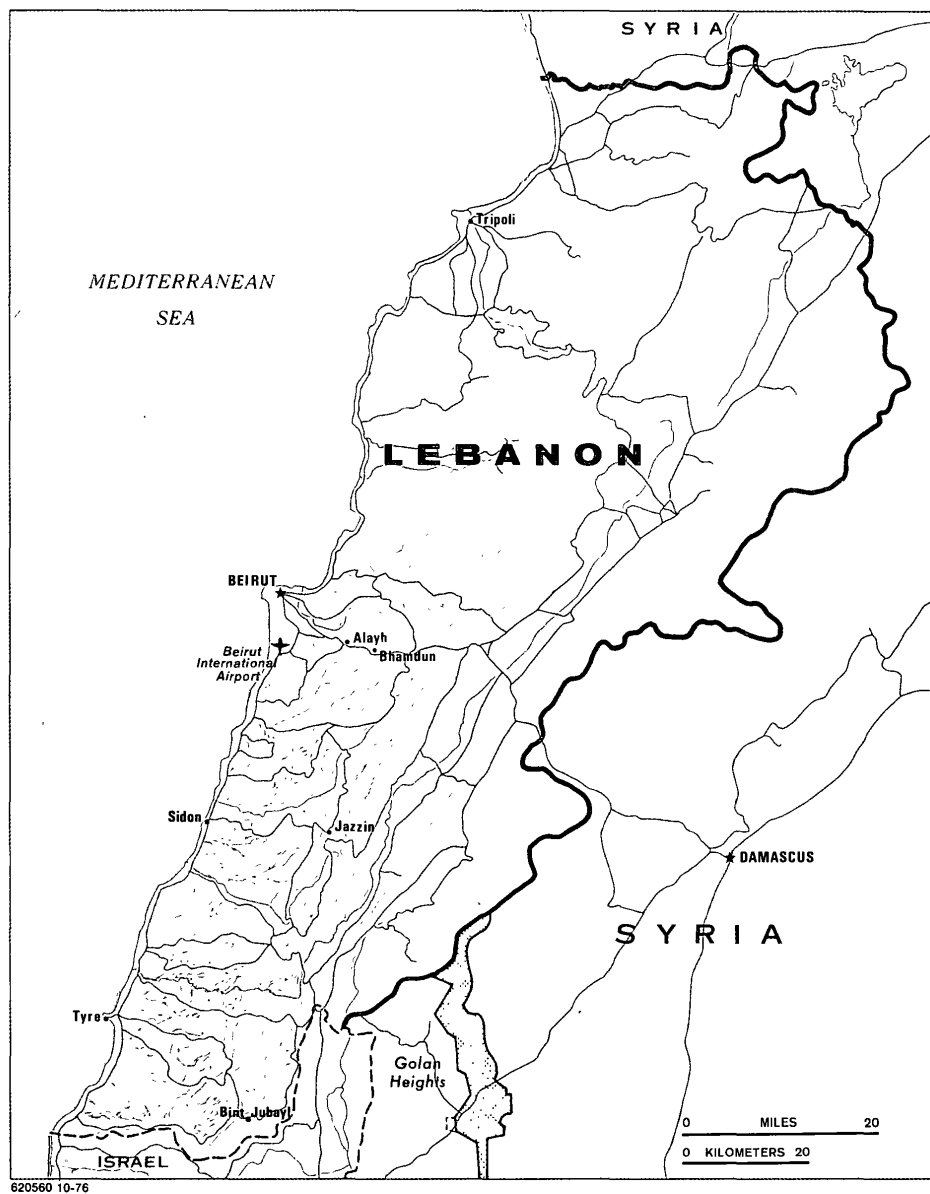 SYRIA
Tripoli
MEDITERRANEAN
SEA
LEBANON
BEIRUT
Alayh
Bhamdun
Beirut
International
Airport
Sidon
Jazzin
DAMASCUS
SYRIA
Tyre
Golan
Heights
Bint Jubayl
0 MILES 20
0 KILOMETERS 20
ISRAEL
620560 10-76